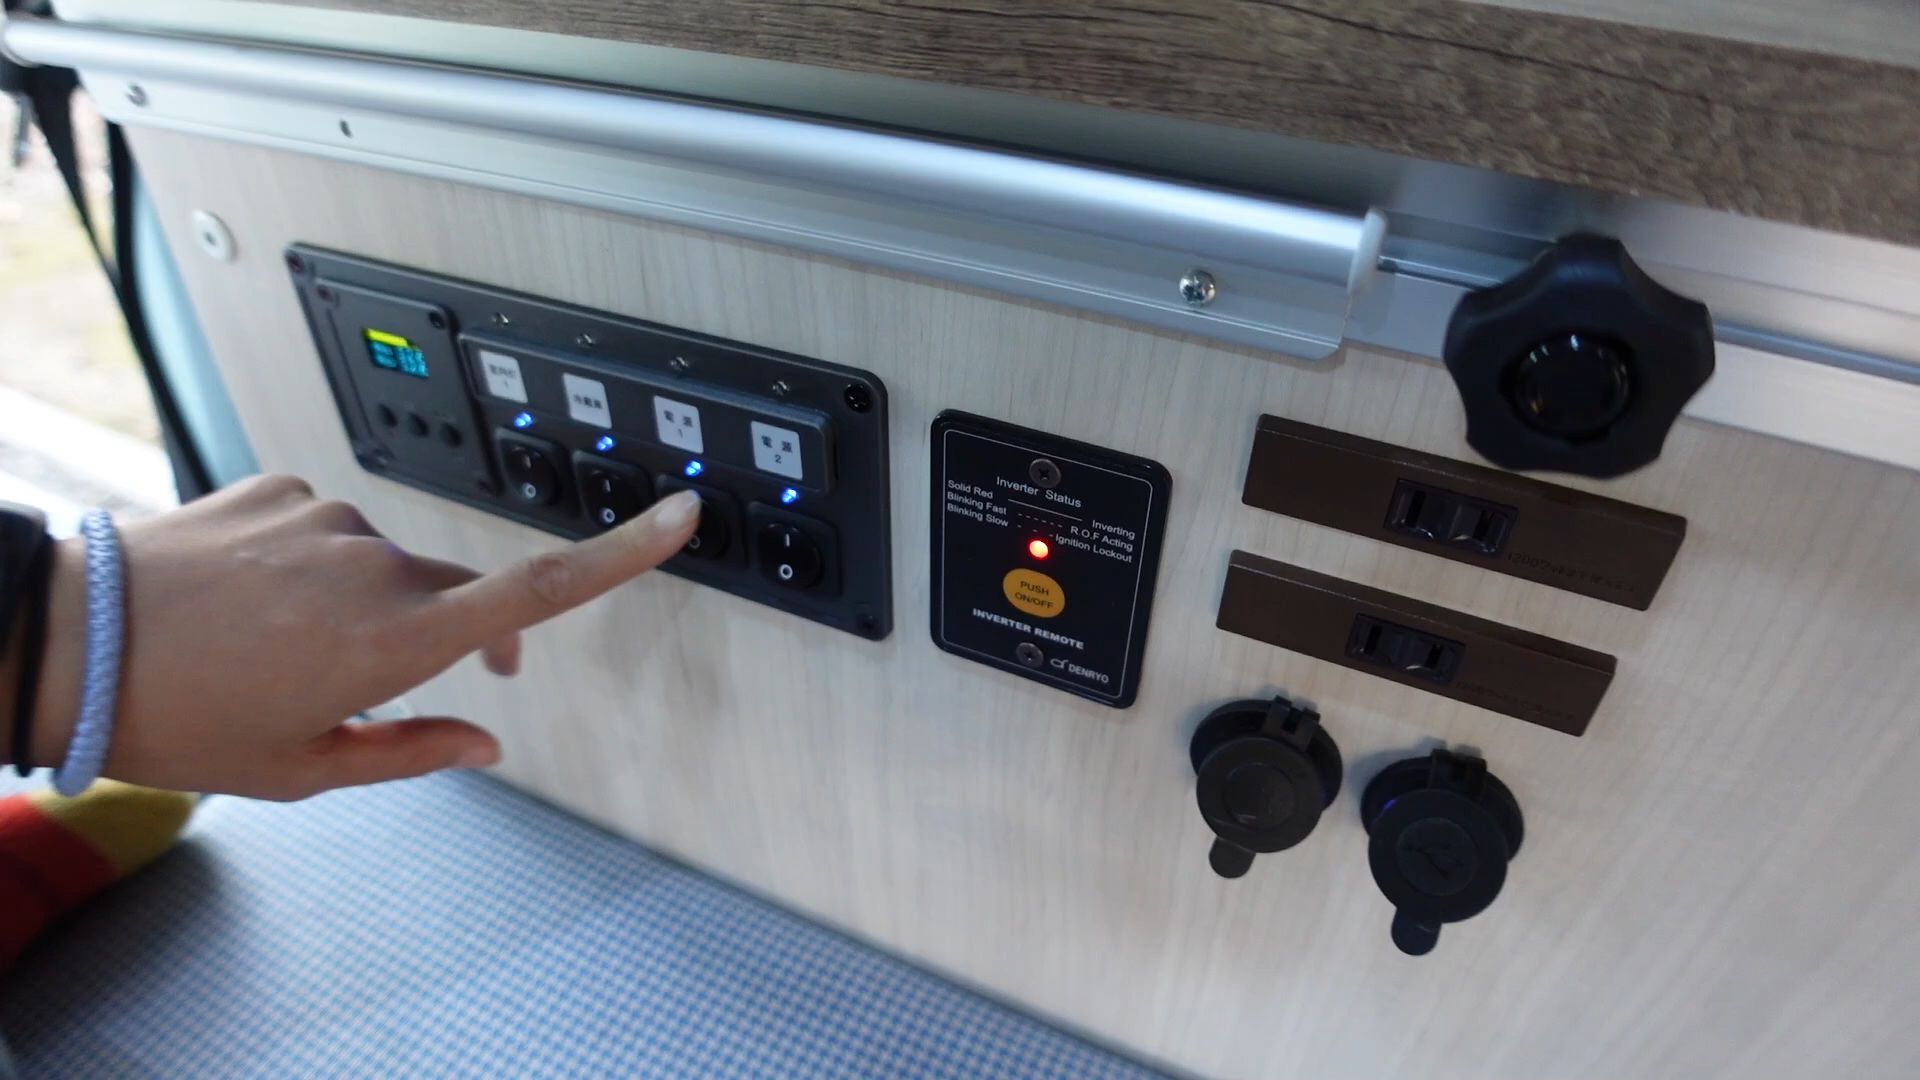 室内灯
1
冷蔵庫
電源
1
電源
2
I
O
I
O
O
I
O
Inverter Status
Solid Red Inverting
Blinking Fast R.O.F Acting
Blinking Slow Ignition Lockout
PUSH
ON/OFF
INVERTER REMOTE
DENRYO